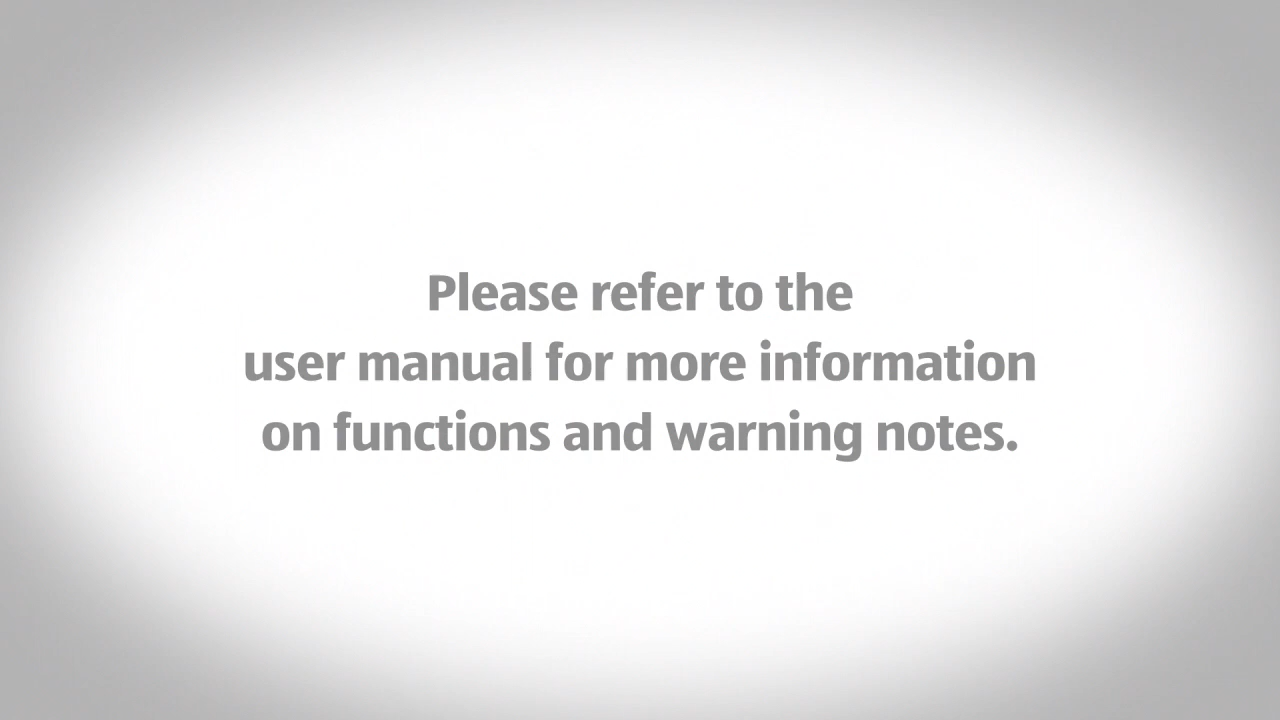 Please refer to the
user manual for more information
on functions and warning notes.